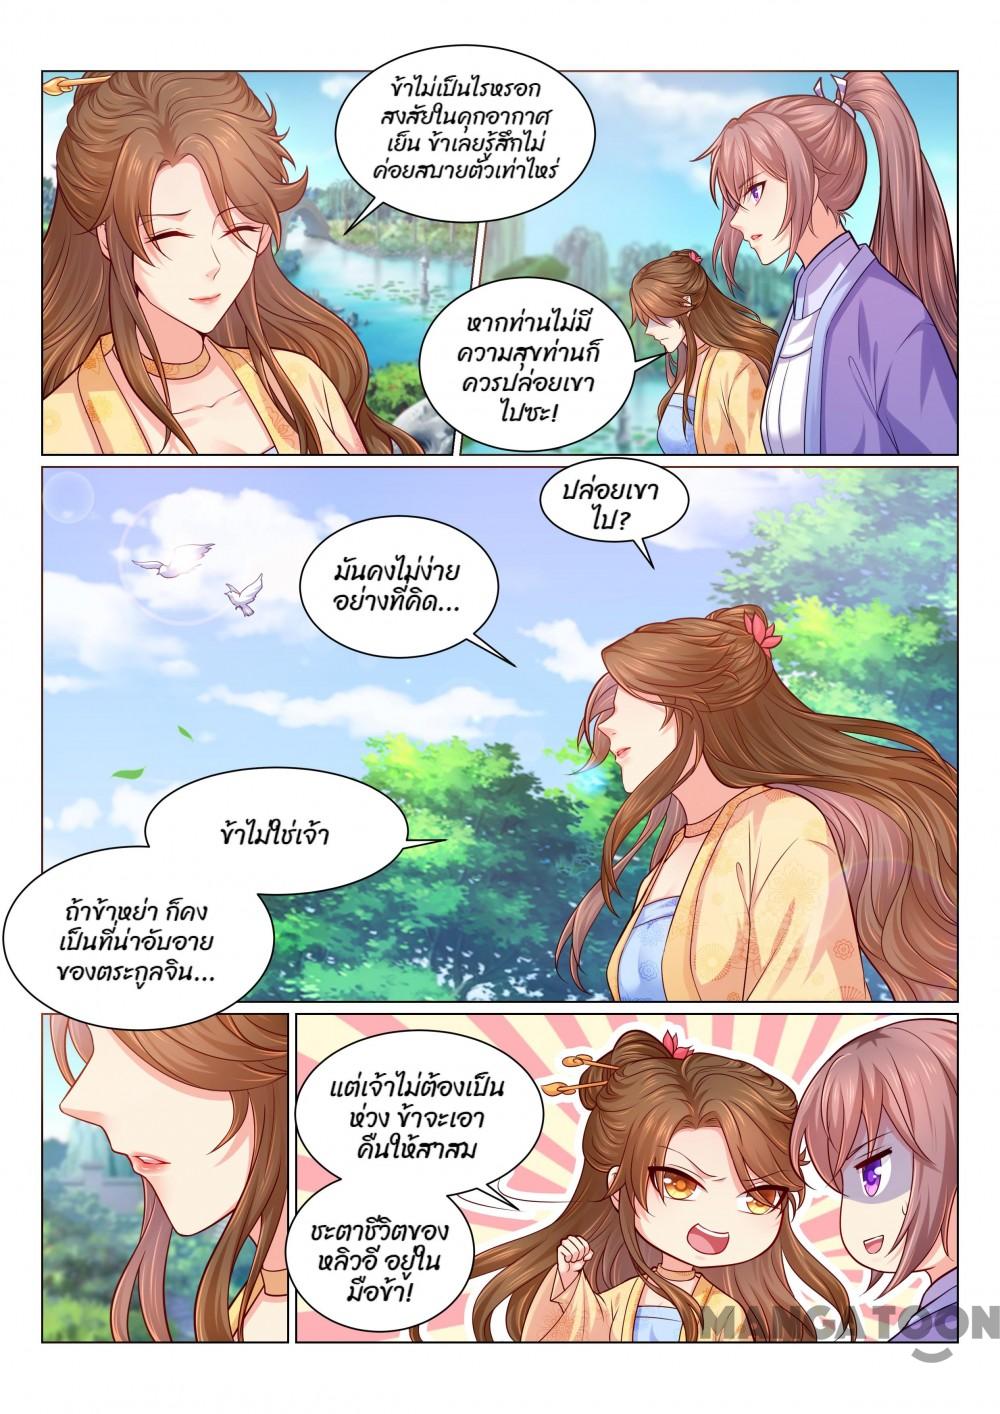 ข้าไม่เป็นไรหรอก
สงสัยในคุกอากาศ
เย็น ข้าเลยรู้สึกไม่
ค่อยสบายตัวเท่าไหร่
หากท่านไม่มี
ความสุขท่านก็
ควรปล่อยเขา
ไปซะ!
ปล่อยเขา
ไป?
มันคงไม่ง่าย
อย่างที่คิด...
ข้าไม่ใช่เจ้า
ถ้าข้าหย่า ก็คง
เป็นที่น่าอับอาย
ของตระกูลจิน...
แต่เจ้าไม่ต้องเป็น
ห่วง ข้าจะเอา
คืนให้สาสม
ชะตาชีวิตของ
หลิวอี อยู่ใน
มือข้า!
MANGATOON